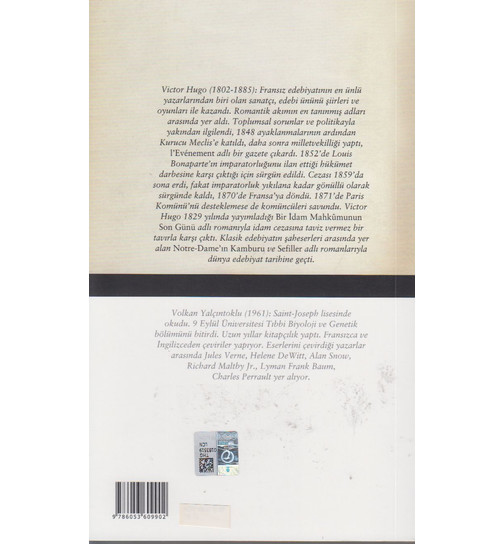 Victor Hugo (1802-1885): Fransız edebiyatının en ünlü
yazarlarından biri olan sanatçı, edebi ününü şiirleri ve
oyunları ile kazandı. Romantik akımın en tanınmış adları
arasında yer aldı. Toplumsal sorunlar ve politikayla
yakından ilgilendi, 1848 ayaklanmalarının ardından
Kurucu Meclis'e katıldı, daha sonra milletvekilliği yaptı,
l'Evénement adlı bir gazete çıkardı. 1852'de Louis
Bonaparte'ın imparatorluğunu ilan ettiği hükümet
darbesine karşı çıktığı için sürgün edildi. Cezası 1859'da
sona erdi, fakat imparatorluk yıkılana kadar gönüllü olarak
sürgünde kaldı, 1870'de Fransa'ya döndü. 1871'de Paris
Komünü'nü desteklemese de komüncüleri savundu. Victor
Hugo 1829 yılında yayımladığı Bir İdam Mahkûmunun
Son Günü adlı romanıyla idam cezasına taviz vermez bir
tavırla karşı çıktı. Klasik edebiyatın şaheserleri arasında yer
alan Notre-Dame'ın Kamburu ve Sefiller adlı romanlarıyla
dünya edebiyat tarihine geçti.
Volkan Yalçıntoklu (1961): Saint-Joseph lisesinde
okudu. 9 Eylül Üniversitesi Tıbbi Biyoloji ve Genetik
bölümünü bitirdi. Uzun yıllar kitapçılık yaptı. Fransızca ve
İngilizceden çeviriler yapıyor. Eserlerini çevirdiği yazarlar
arasında Jules Verne, Helene DeWitt, Alan Snow,
Richard Maltby Jr., Lyman Frank Baum,
Charles Perrault yer alıyor.
9 786053 609902